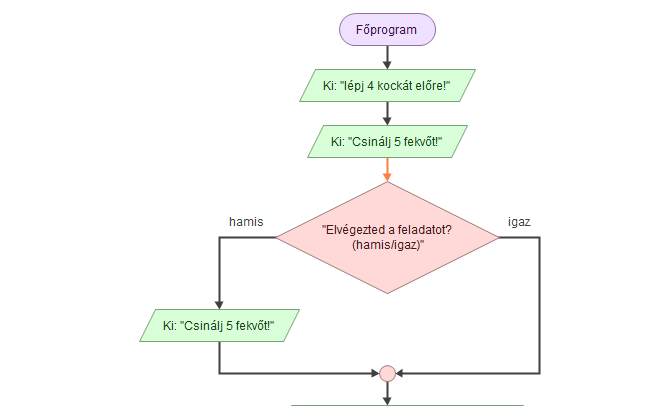 Főprogram
Ki: "lépj 4 kockát előre!"
Ki: "Csinálj 5 fekvőt!"
hamis
igaz
"Elvégezted a feladatot?
(hamis/igaz)"
Ki: "Csinálj 5 fekvőt!"